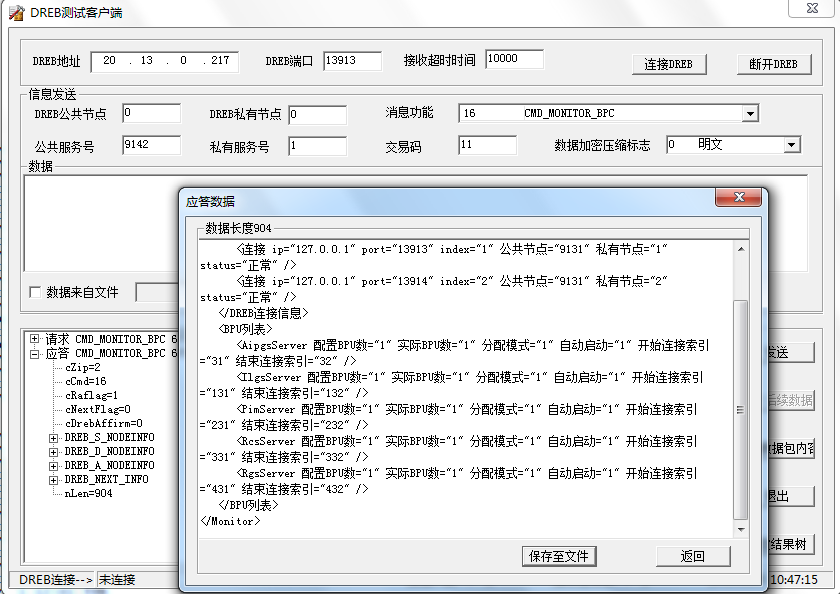 DREB测试客户端
DREB地址 20 . 13 . 0 . 217 DREB端口 13913 接收超时时间 10000 连接DREB 断开DREB
信息发送
DREB公共节点 0 DREB私有节点 0 消息功能 16 CMD_MONITOR_BPC
公共服务号 9142 私有服务号 1 交易码 11 数据加密压缩标志 0 明文
数据
数据来自文件
请求 CMD_MONITOR_BPC 6
应答 CMD_MONITOR_BPC 6
cZip=2
cCmd=16
cRaflag=1
cNextFlag=0
cDrebAffirm=0
DREB_S_NODEINFO
DREB_D_NODEINFO
DREB_A_NODEINFO
DREB_NEXT_INFO
nLen=904
应答数据
数据长度904
<连接 ip="127.0.0.1" port="13913" index="1" 公共节点="9131" 私有节点="1"
status="正常" />
<连接 ip="127.0.0.1" port="13914" index="2" 公共节点="9131" 私有节点="2"
status="正常" />
</DREB连接信息>
<BPU列表>
<AipgsServer 配置BPU数="1" 实际BPU数="1" 分配模式="1" 自动启动="1" 开始连接索引
="31" 结束连接索引="32" />
<IlgsServer 配置BPU数="1" 实际BPU数="1" 分配模式="1" 自动启动="1" 开始连接索引
="131" 结束连接索引="132" />
<PimServer 配置BPU数="1" 实际BPU数="1" 分配模式="1" 自动启动="1" 开始连接索引
="231" 结束连接索引="232" />
<RcsServer 配置BPU数="1" 实际BPU数="1" 分配模式="1" 自动启动="1" 开始连接索引
="331" 结束连接索引="332" />
<RgsServer 配置BPU数="1" 实际BPU数="1" 分配模式="1" 自动启动="1" 开始连接索引
="431" 结束连接索引="432" />
</BPU列表>
</Monitor>
保存至文件 返回
发送
后续数据
据包内容
退出
结果树
DREB连接--> 未连接 10:47:15